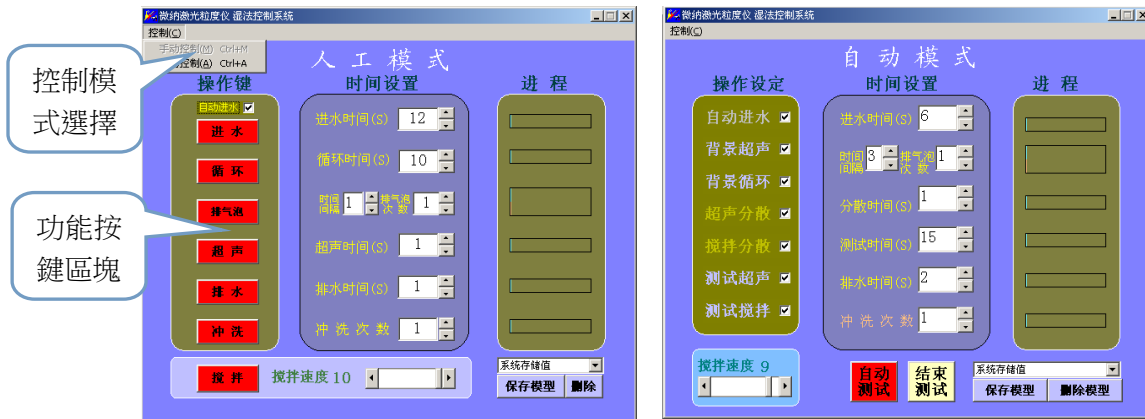 控制模
式選擇
功能按
鍵區塊
微纳激光粒度仪 湿法控制系统
控制(C)
手动控制(M) Ctrl+M
控制(A) Ctrl+A
人工模式
操作键
时间设置
进程
自动进水
进水
进水时间(S) 12
循环
循环时间(S) 10
排气泡
时间间隔 1 排气泡次数 1
超声
超声时间(S) 1
排水
排水时间(S) 1
冲洗
冲洗次数 1
搅拌
搅拌速度 10
系统存储值
保存模型 删除
微纳激光粒度仪 湿法控制系统
控制(C)
自动模式
操作设定
时间设置
进程
自动进水
进水时间(S) 6
背景超声
时间间隔 3 排气泡次数 1
背景循环
超声分散
分散时间(S) 1
搅拌分散
测试时间(S) 15
测试超声
排水时间(S) 2
测试搅拌
冲洗次数 1
搅拌速度 9
自动
测试
结束
测试
系统存储值
保存模型 删除模型